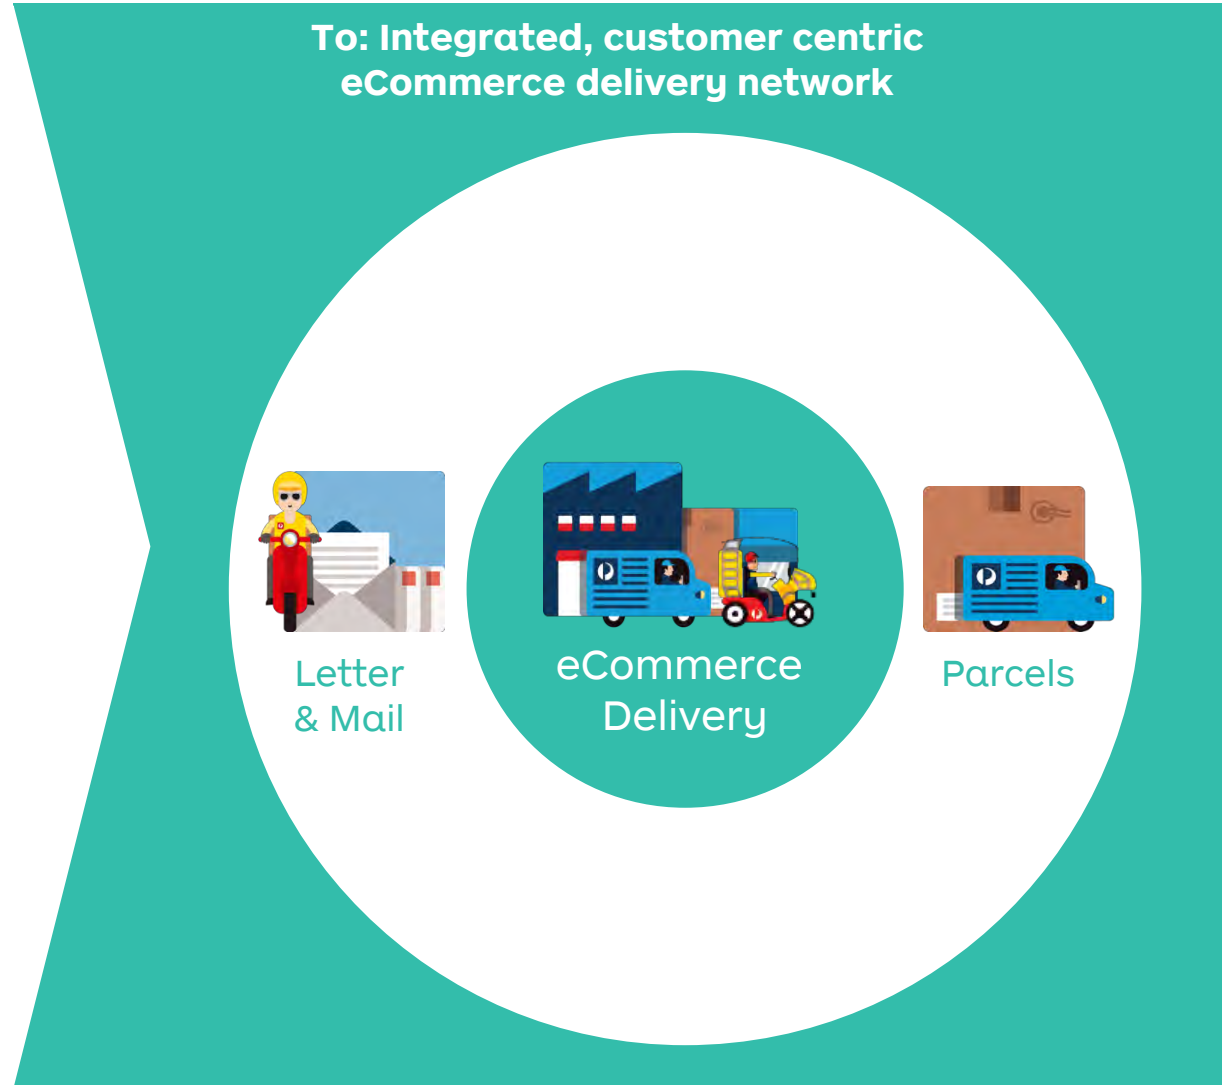 To: Integrated, customer centric
eCommerce delivery network
Letter
& Mail
eCommerce
Delivery
Parcels